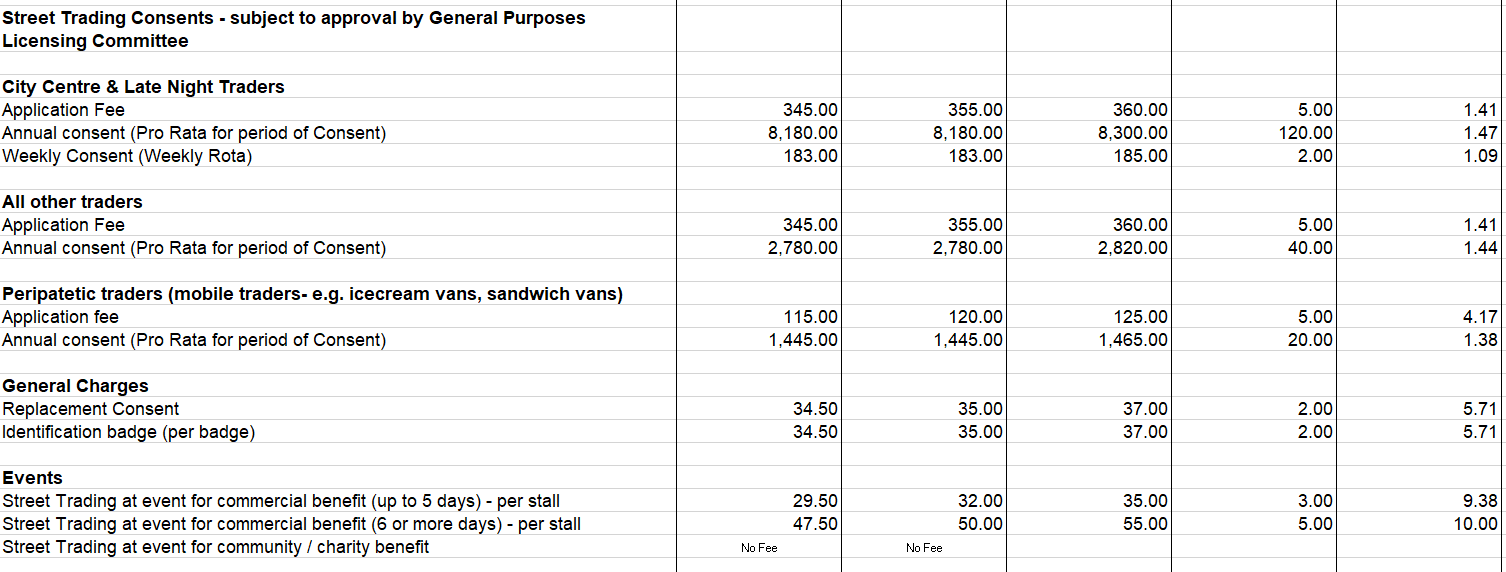 Street Trading Consents - subject to approval by General Purposes
Licensing Committee
City Centre & Late Night Traders
Application Fee 345.00 355.00 360.00 5.00 1.41
Annual consent (Pro Rata for period of Consent) 8,180.00 8,180.00 8,300.00 120.00 1.47
Weekly Consent (Weekly Rota) 183.00 183.00 185.00 2.00 1.09
All other traders
Application Fee 345.00 355.00 360.00 5.00 1.41
Annual consent (Pro Rata for period of Consent) 2,780.00 2,780.00 2,820.00 40.00 1.44
Peripatetic traders (mobile traders- e.g. icecream vans, sandwich vans)
Application fee 115.00 120.00 125.00 5.00 4.17
Annual consent (Pro Rata for period of Consent) 1,445.00 1,445.00 1,465.00 20.00 1.38
General Charges
Replacement Consent 34.50 35.00 37.00 2.00 5.71
Identification badge (per badge) 34.50 35.00 37.00 2.00 5.71
Events
Street Trading at event for commercial benefit (up to 5 days) - per stall 29.50 32.00 35.00 3.00 9.38
Street Trading at event for commercial benefit (6 or more days) - per stall 47.50 50.00 55.00 5.00 10.00
Street Trading at event for community / charity benefit No Fee No Fee